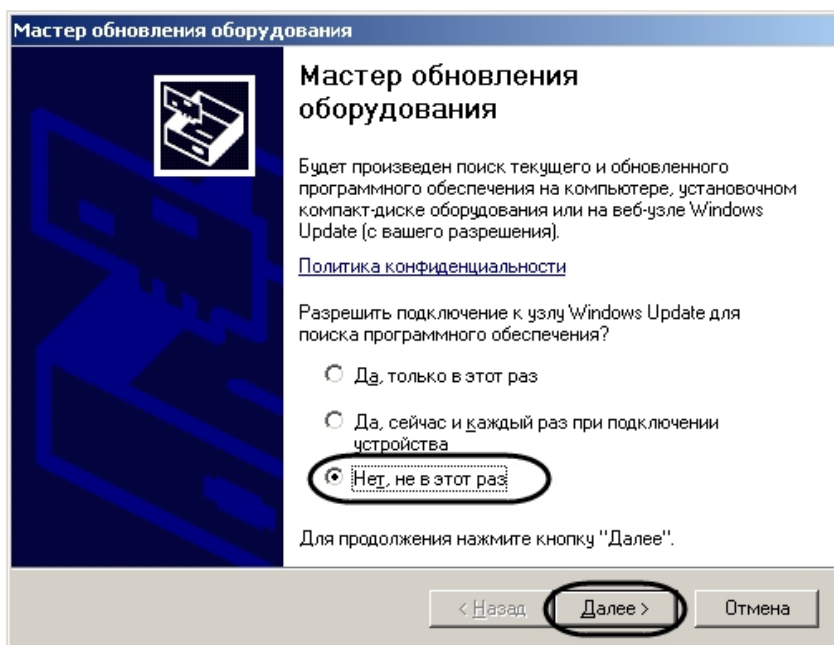 Мастер обновления оборудования
Мастер обновления
оборудования
Будет произведен поиск текущего и обновленного
программного обеспечения на компьютере, установочном
компакт-диске оборудования или на веб-узле Windows
Update (с вашего разрешения).
Политика конфиденциальности
Разрешить подключение к узлу Windows Update для
поиска программного обеспечения?
Да, только в этот раз
Да, сейчас и каждый раз при подключении
устройства
Нет, не в этот раз
Для продолжения нажмите кнопку "Далее".
< Назад Далее > Отмена